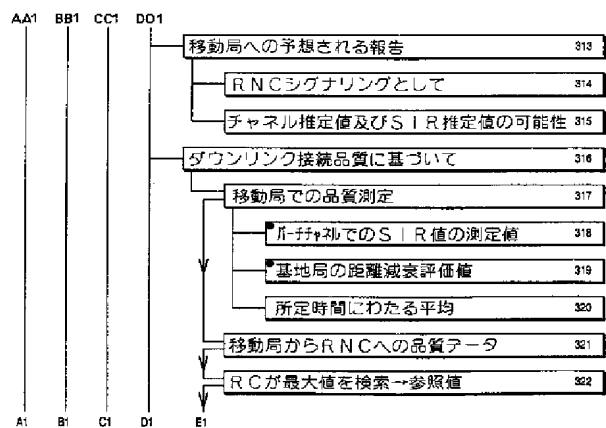 AA1 BB1 CC1 DD1
移動局への予想される報告 313
RNCシグナリングとして 314
チャネル推定値及びSIR推定値の可能性 315
ダウンリンク接続品質に基づいて 316
移動局での品質測定 317
パーチチャネルでのSIR値の測定値 318
基地局の距離減衰評価値 319
所定時間にわたる平均 320
移動局からRNCへの品質データ 321
RCが最大値を検索→参照値 322
A1 B1 C1 D1 E1